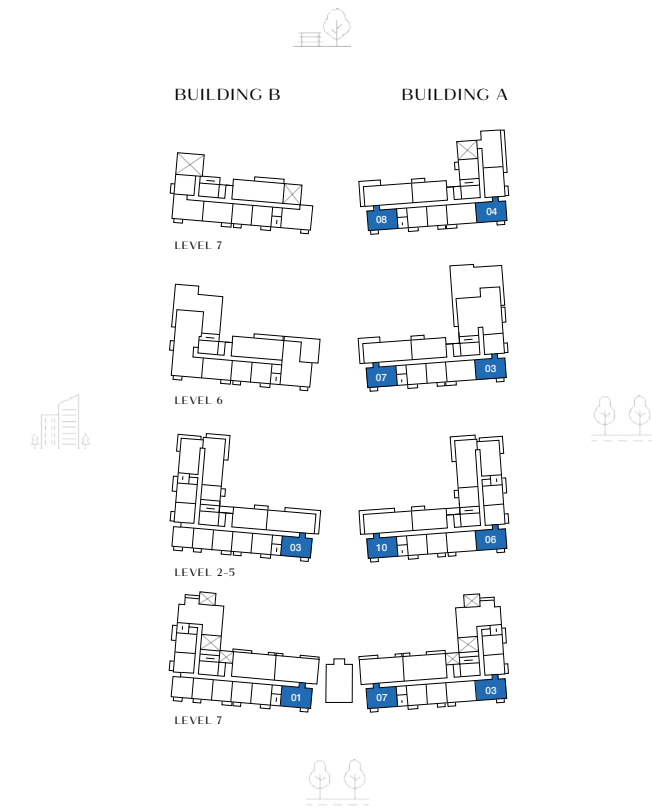 BUILDING B BUILDING A
08 04
LEVEL 7
07 03
LEVEL 6
03 10 06
LEVEL 2-5
01 07 03
LEVEL 7